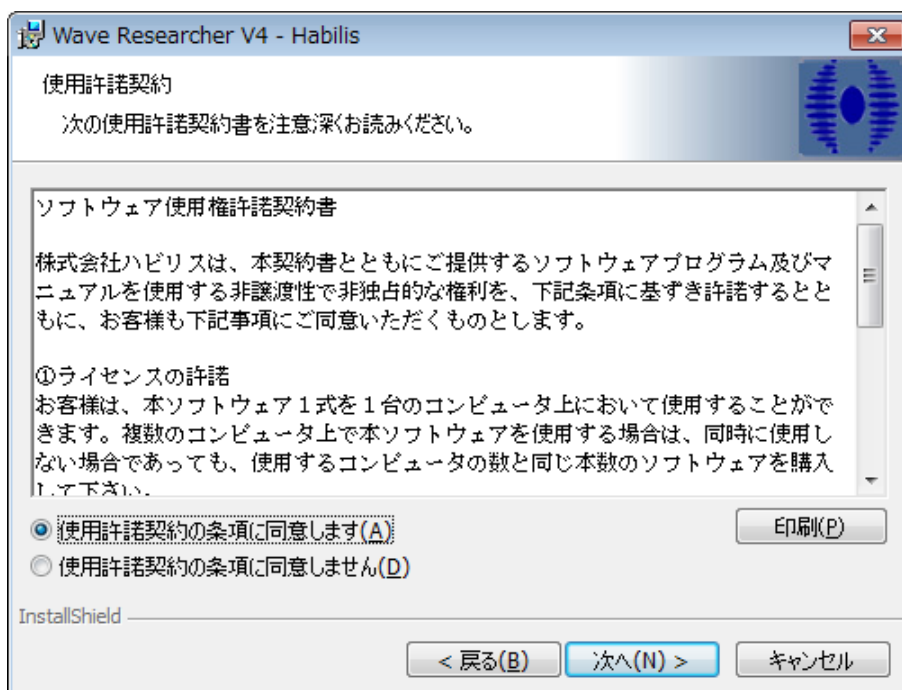 Wave Researcher V4 - Habilis
使用許諾契約
次の使用許諾契約書を注意深くお読みください。
ソフトウェア使用権許諾契約書
株式会社ハビリスは、本契約書とともにご提供するソフトウェアプログラム及びマ
ニュアルを使用する非譲渡性で非独占的な権利を、下記条項に基ずき許諾するとと
もに、お客様も下記事項にご同意いただくものとします。
①ライセンスの許諾
お客様は、本ソフトウェア１式を１台のコンピュータ上において使用することがで
きます。複数のコンピュータ上で本ソフトウェアを使用する場合は、同時に使用し
ない場合であっても、使用するコンピュータの数と同じ本数のソフトウェアを購入
して下さい。
使用許諾契約の条項に同意します(A)
印刷(P)
使用許諾契約の条項に同意しません(D)
InstallShield
< 戻る(B)
次へ(N) >
キャンセル